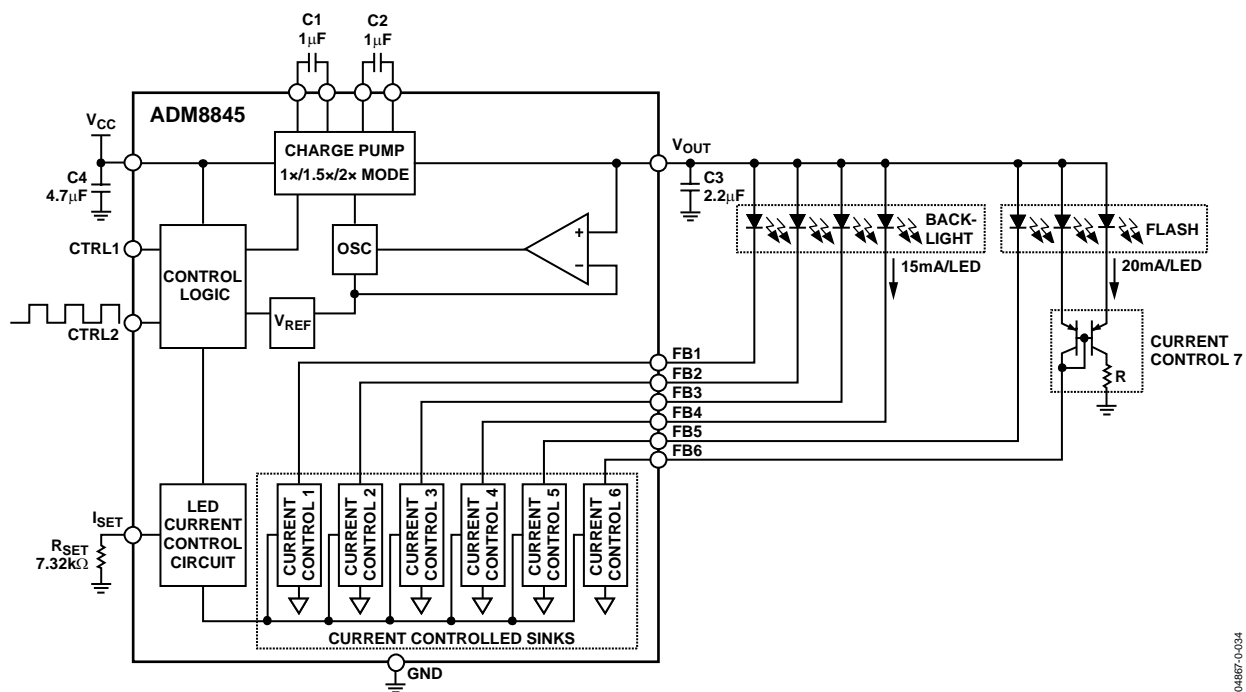 C1
1μF
C2
1μF
ADM8845
VCC
C4
4.7μF
CHARGE PUMP
1×/1.5×/2× MODE
VOUT
C3
2.2μF
BACK-
LIGHT
FLASH
15mA/LED
20mA/LED
CTRL1
CONTROL
LOGIC
OSC
+
–
VREF
CTRL2
CURRENT
CONTROL 7
R
FB1
FB2
FB3
FB4
FB5
FB6
ISET
RSET
7.32kΩ
LED
CURRENT
CONTROL
CIRCUIT
CURRENT
CONTROL 1
CURRENT
CONTROL 2
CURRENT
CONTROL 3
CURRENT
CONTROL 4
CURRENT
CONTROL 5
CURRENT
CONTROL 6
CURRENT CONTROLLED SINKS
GND
04867-0-034